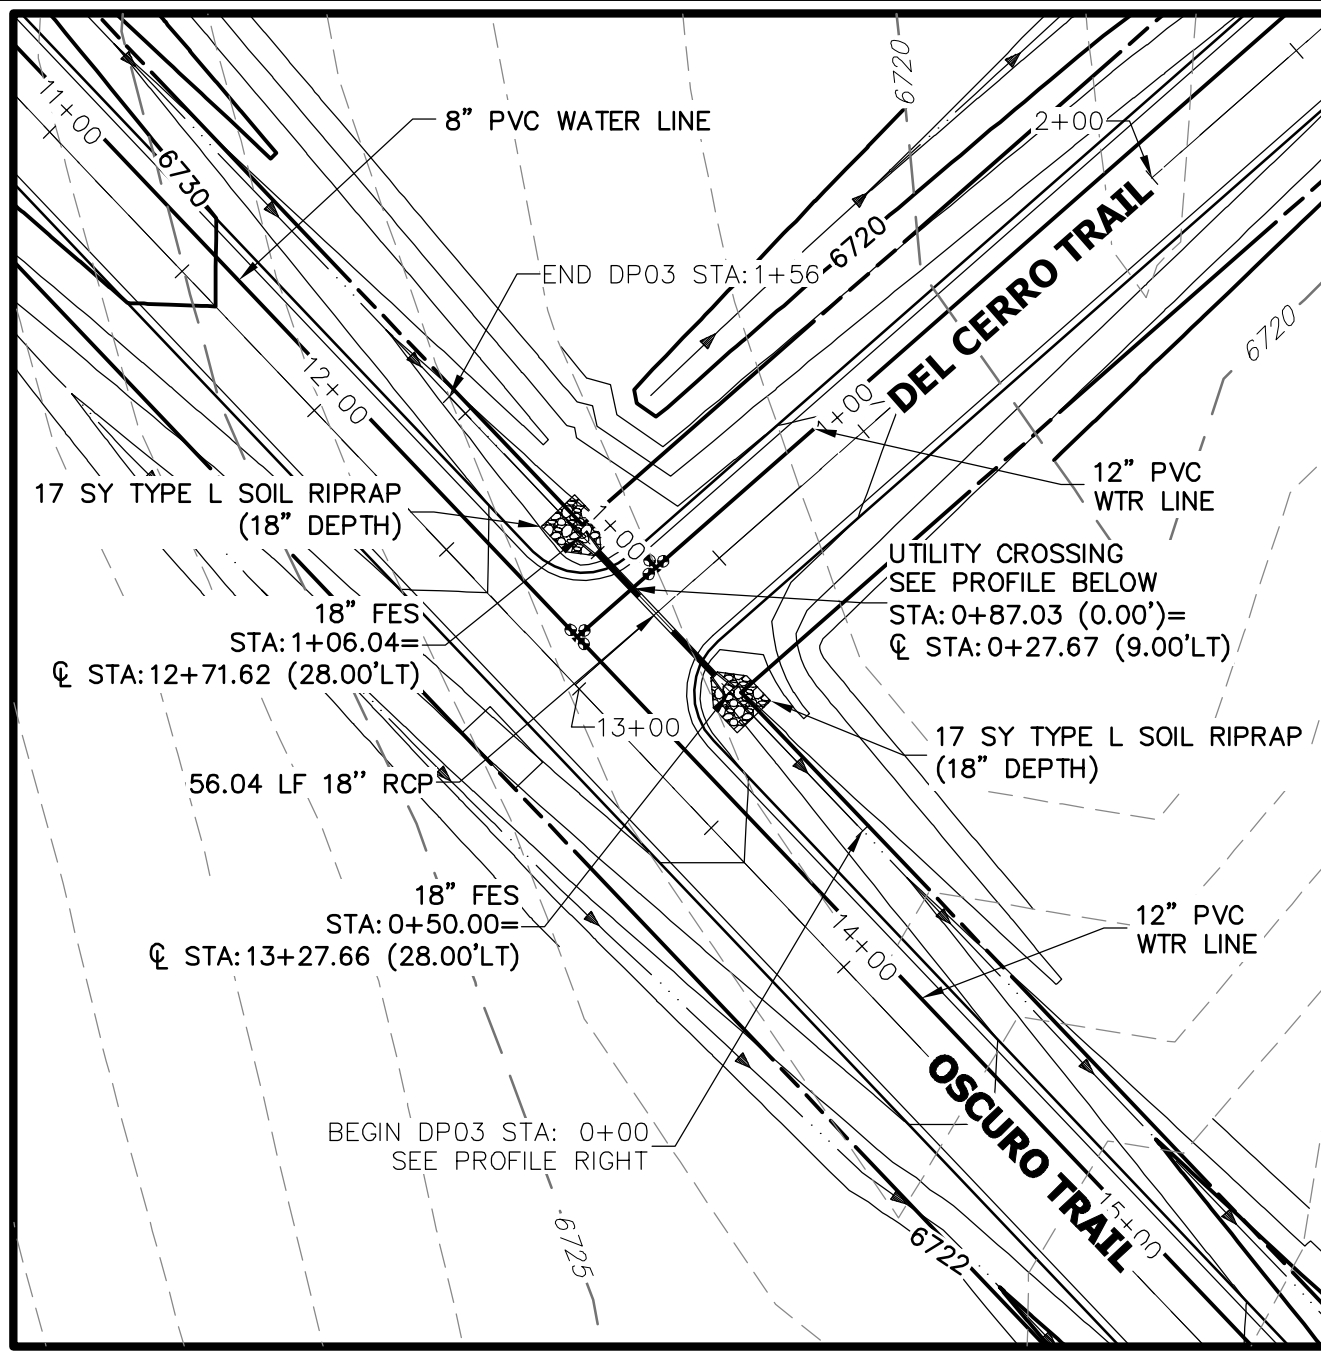 6720
11+00
8” PVC WATER LINE
2+00
6730
6720
END DP03 STA: 1+56
DEL CERRO TRAIL
6720
12+00
1+00
12” PVC
WTR LINE
17 SY TYPE L SOIL RIPRAP
(18” DEPTH)
1+00
UTILITY CROSSING
SEE PROFILE BELOW
STA: 0+87.03 (0.00')=
℄ STA: 0+27.67 (9.00'LT)
18” FES
STA: 1+06.04=
℄ STA: 12+71.62 (28.00'LT)
13+00
17 SY TYPE L SOIL RIPRAP
(18” DEPTH)
56.04 LF 18'' RCP
18” FES
STA: 0+50.00=
℄ STA: 13+27.66 (28.00'LT)
14+00
12” PVC
WTR LINE
OSCURO TRAIL
BEGIN DP03 STA: 0+00
SEE PROFILE RIGHT
15+00
6725
6722